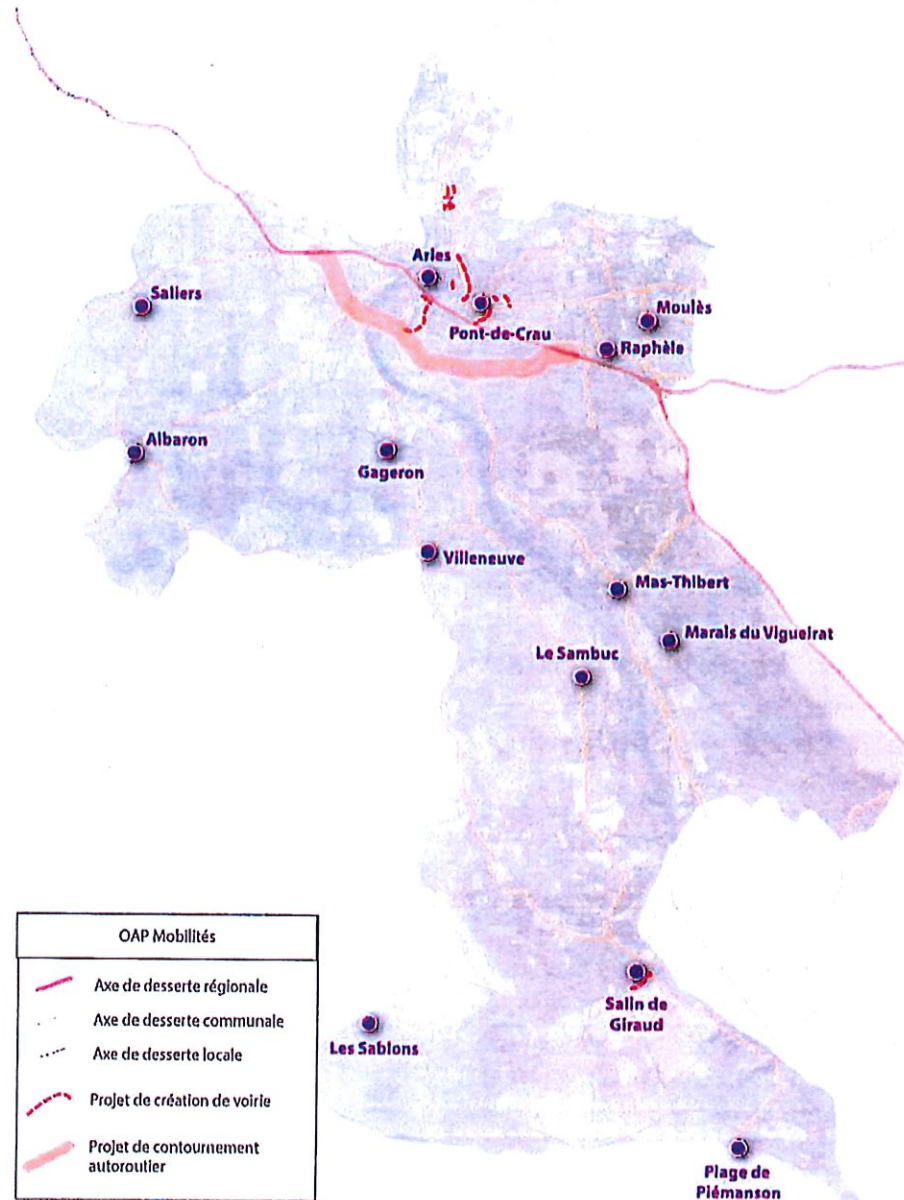 Arles
Saliers
Moulès
Pont-de-Crau
Raphèle
Albaron
Gageron
Villeneuve
Mas-Thibert
Marais du Vigueirat
Le Sambuc
OAP Mobilités
Axe de desserte régionale
Axe de desserte communale
Axe de desserte locale
Projet de création de voirie
Projet de contournement
autoroutier
Salin de
Giraud
Les Sablons
Plage de
Piémanson